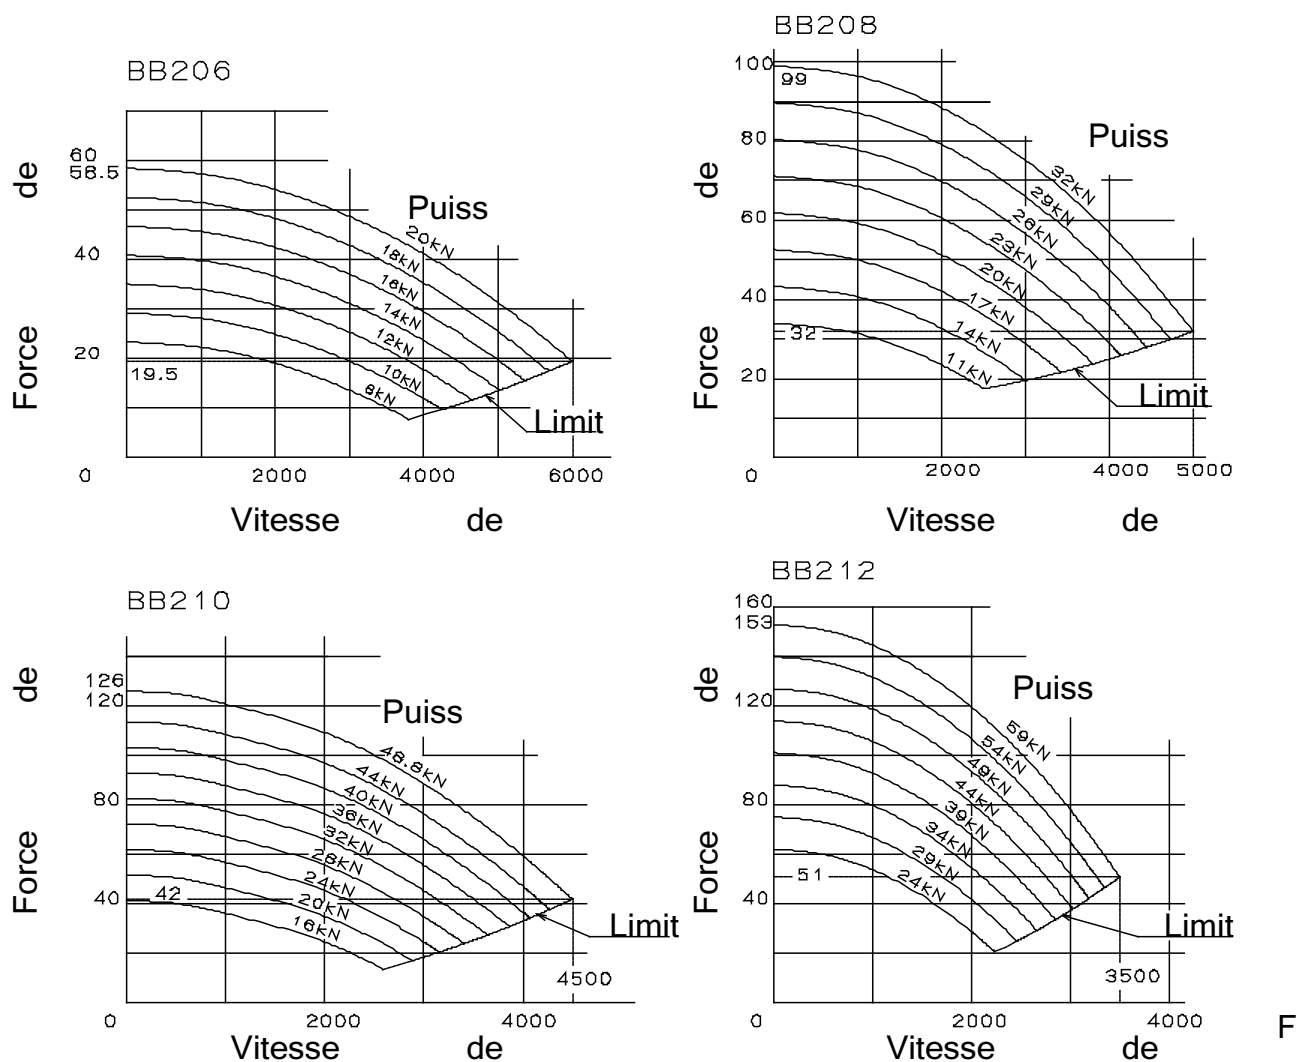 BB206
60
58.5
40
20
19.5
0
2000
4000
6000
20kN
18kN
16kN
14kN
12kN
10kN
8kN
Puiss
Limit
Force de
Vitesse de
BB208
100
99
80
60
40
32
20
2000
4000
5000
32kN
29kN
26kN
23kN
20kN
17kN
14kN
11kN
Puiss
Limit
Force de
Vitesse de
BB210
126
120
80
40
42
0
2000
4000
4500
48.8kN
44kN
40kN
36kN
32kN
28kN
24kN
20kN
16kN
Puiss
Limit
Force de
Vitesse de
BB212
160
153
120
80
51
40
0
2000
3500
4000
59kN
54kN
49kN
44kN
39kN
34kN
29kN
24kN
Puiss
Limit
Force de
Vitesse de
F